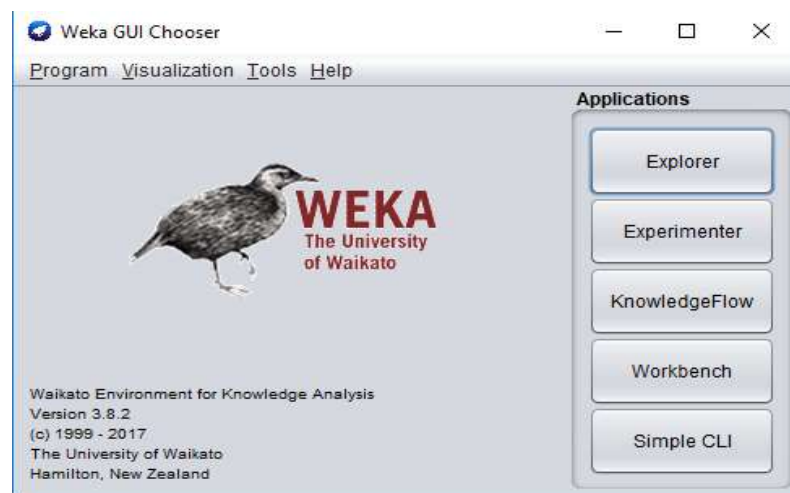 Weka GUI Chooser
Program Visualization Tools Help
Applications
Explorer
Experimenter
KnowledgeFlow
Workbench
Simple CLI
WEKA
The University
of Waikato
Waikato Environment for Knowledge Analysis
Version 3.8.2
(c) 1999 - 2017
The University of Waikato
Hamilton, New Zealand